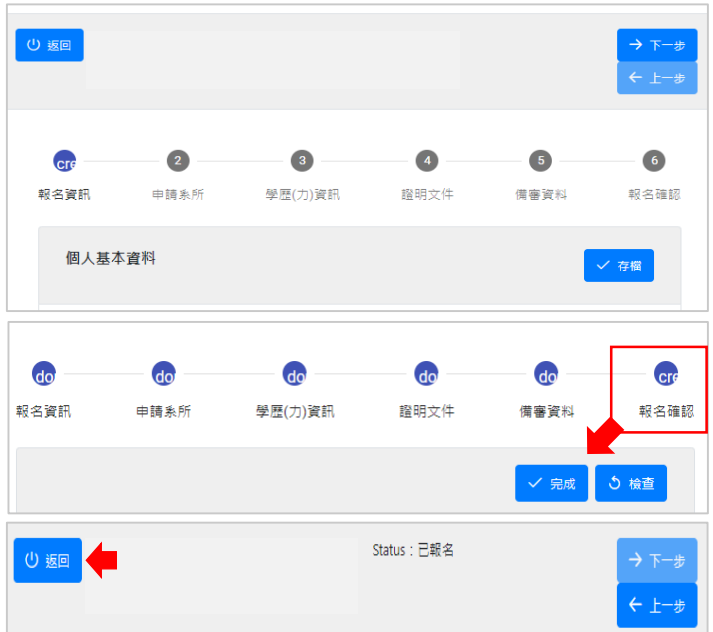 返回
下一步
上一步
cre 2 3 4 5 6
報名資訊 申請系所 學歷(力)資訊 證明文件 備審資料 報名確認
個人基本資料
存檔
do do do do do cre
報名資訊 申請系所 學歷(力)資訊 證明文件 備審資料 報名確認
完成 檢查
返回
Status：已報名
下一步
上一步